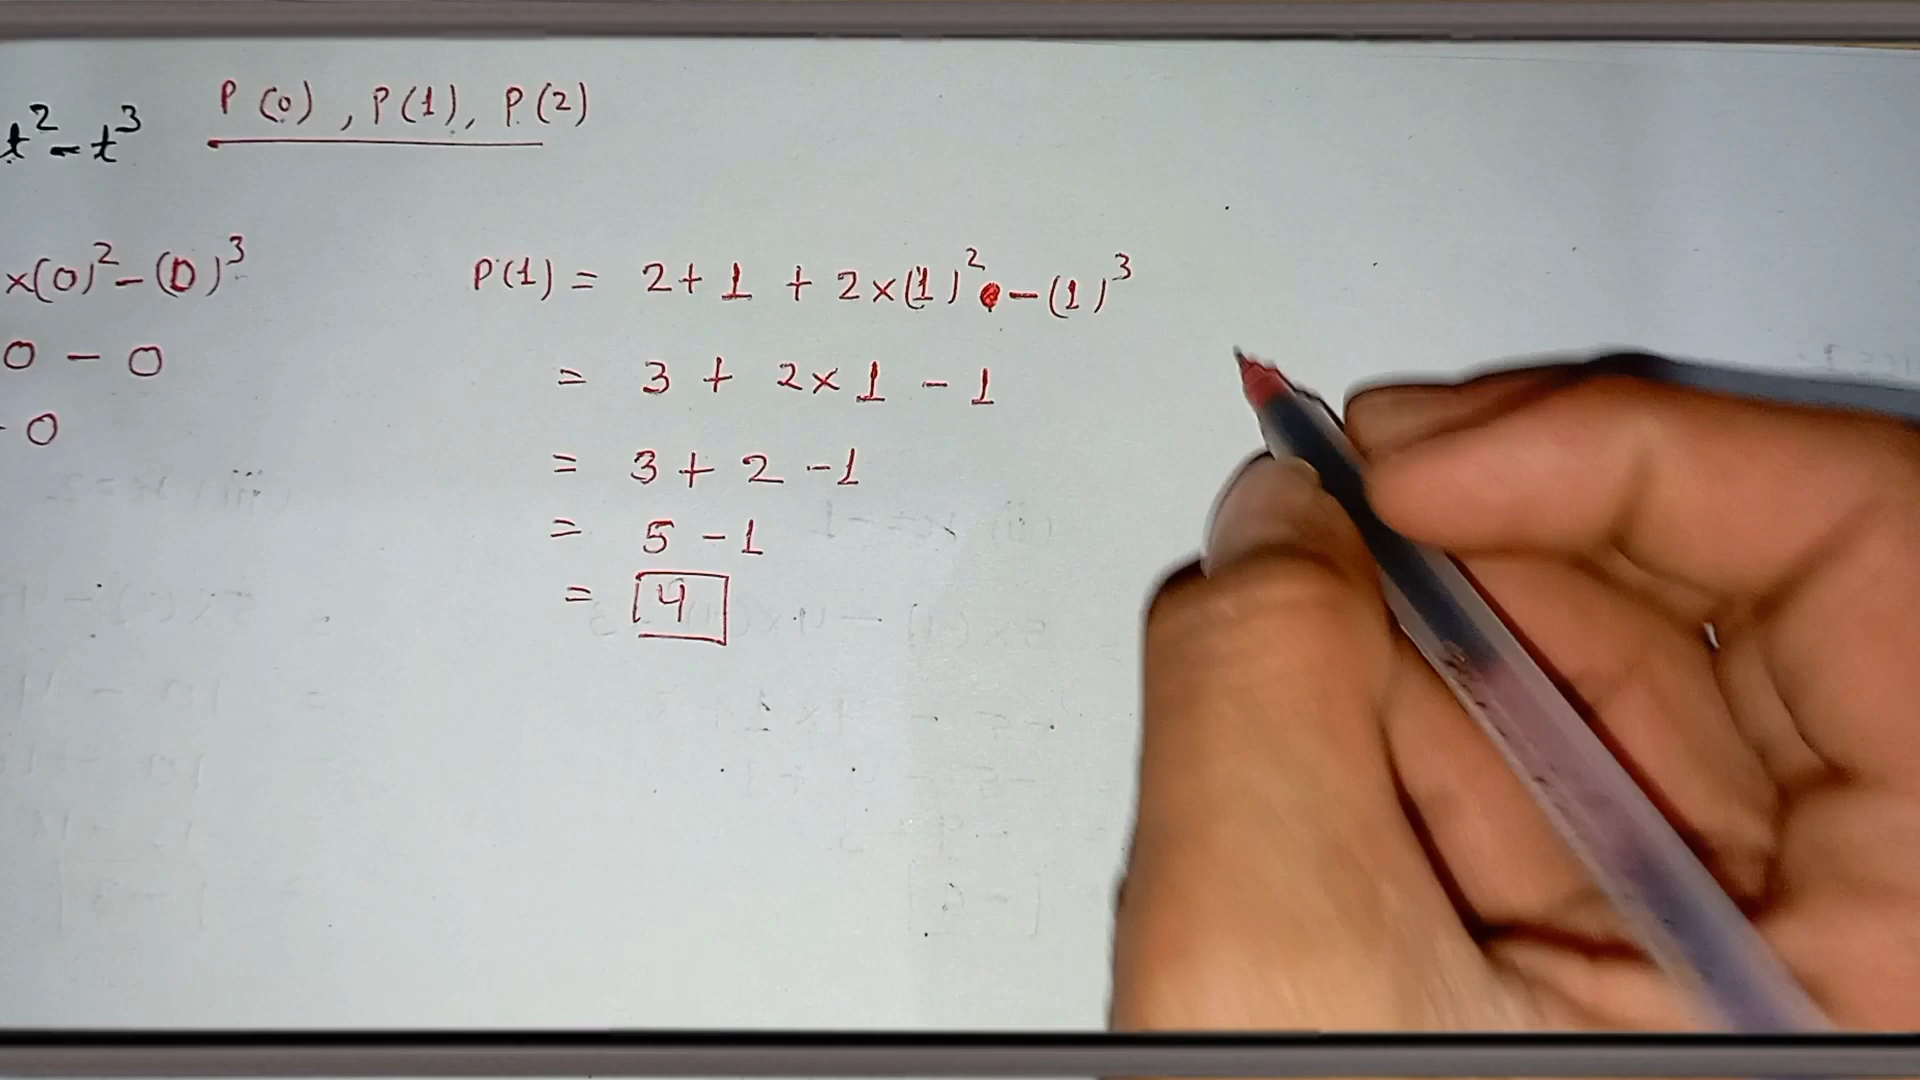 t² - t³ P(0), P(1), P(2)
×(0)² - (0)³
0 - 0
- 0
P(1) = 2 + 1 + 2×(1)² - (1)³
= 3 + 2×1 - 1
= 3 + 2 - 1
= 5 - 1
= 4